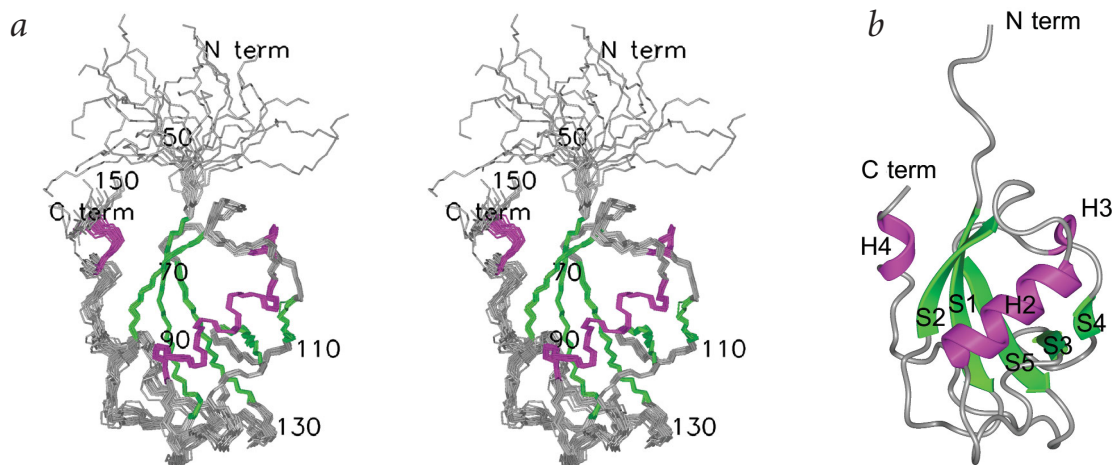 a
N term
50
150
C term
70
90
110
130
N term
50
150
C term
70
90
110
130
b
N term
C term
H3
H4
S2
S1
H2
S4
S3
S5